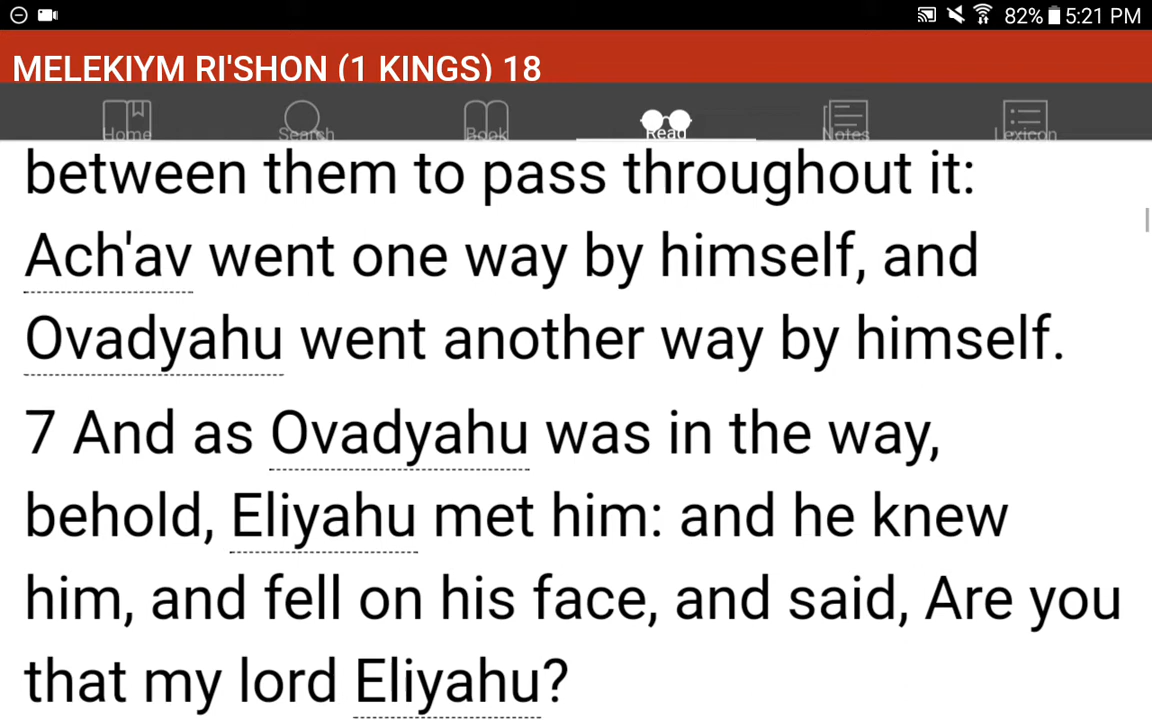 82% 5:21 PM
MELEKIYM RI'SHON (1 KINGS) 18
Home Search Book Read Notes Lexicon
between them to pass throughout it:
Ach'av went one way by himself, and
Ovadyahu went another way by himself.
7 And as Ovadyahu was in the way,
behold, Eliyahu met him: and he knew
him, and fell on his face, and said, Are you
that my lord Eliyahu?